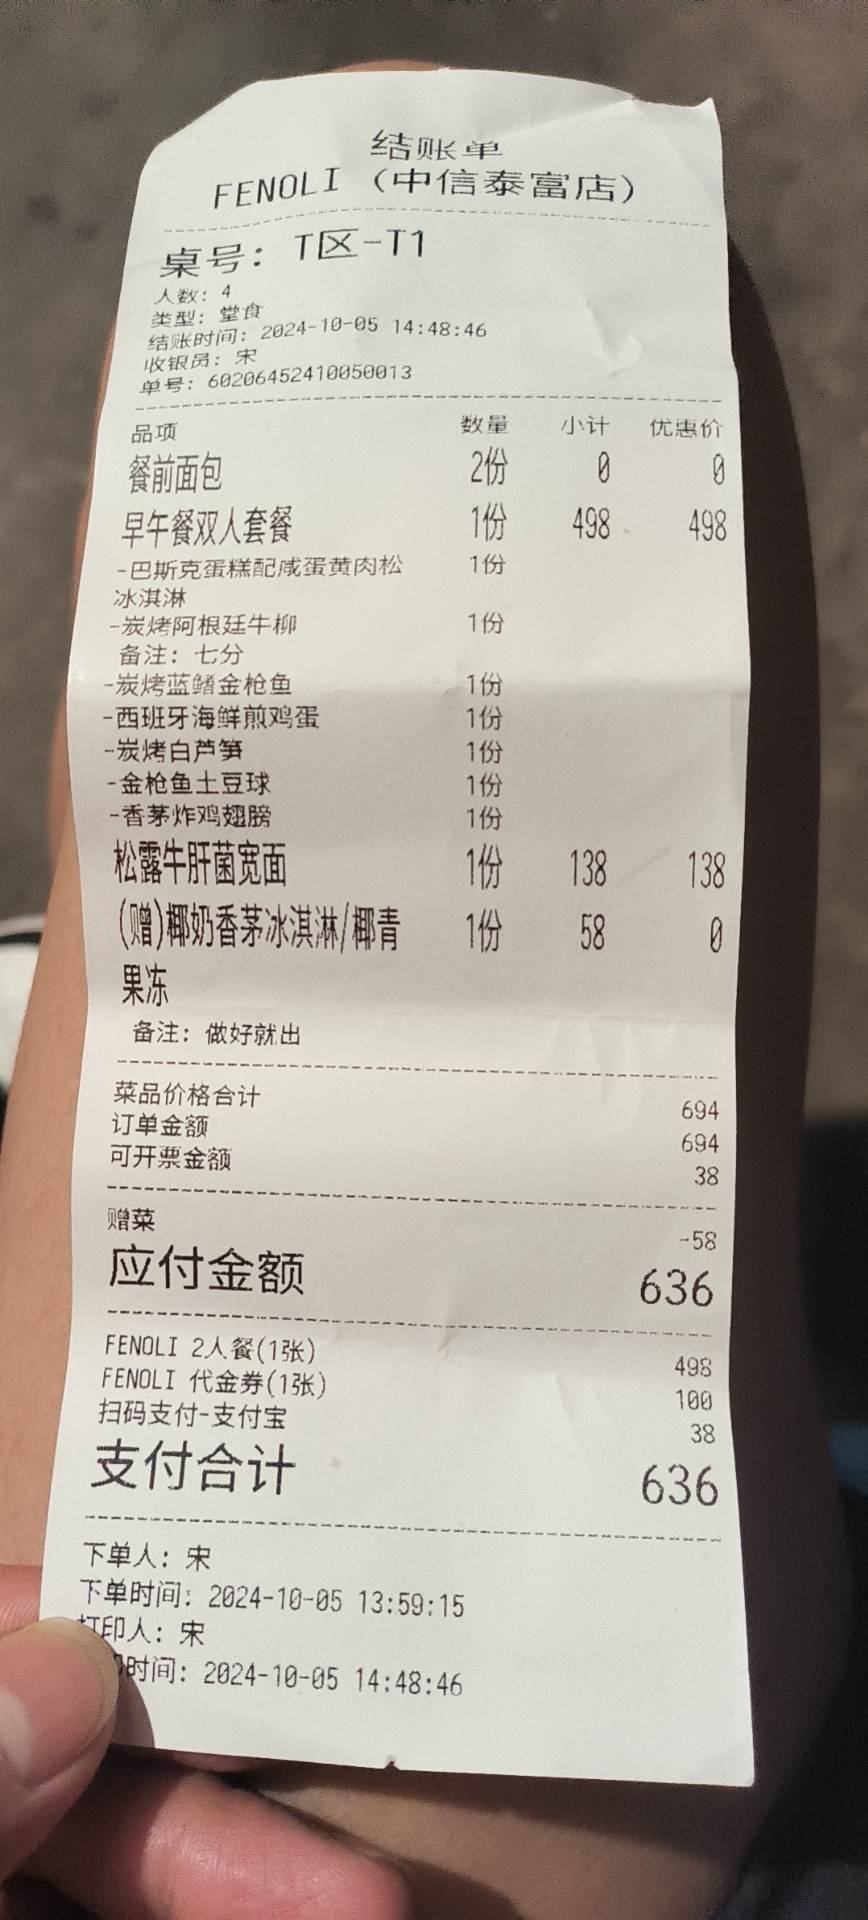 结账单
FENOLI (中信泰富店)
桌号: T区-T1
人数: 4
类型: 堂食
结账时间: 2024-10-05 14:48:46
收银员: 宋
单号: 60206452410050013
品项 数量 小计 优惠价
餐前面包 2份 0 0
早午餐双人套餐 1份 498 498
-巴斯克蛋糕配咸蛋黄肉松 1份
冰淇淋
-炭烤阿根廷牛柳 1份
备注: 七分
-炭烤蓝鳍金枪鱼 1份
-西班牙海鲜煎鸡蛋 1份
-炭烤白芦笋 1份
-金枪鱼土豆球 1份
-香茅炸鸡翅膀 1份
松露牛肝菌宽面 1份 138 138
(赠)椰奶香茅冰淇淋/椰青 1份 58 0
果冻
备注: 做好就出
菜品价格合计 694
订单金额 694
可开票金额 38
赠菜 -58
应付金额 636
FENOLI 2人餐(1张) 498
FENOLI 代金券(1张) 100
扫码支付-支付宝 38
支付合计 636
下单人: 宋
下单时间: 2024-10-05 13:59:15
打印人: 宋
时间: 2024-10-05 14:48:46